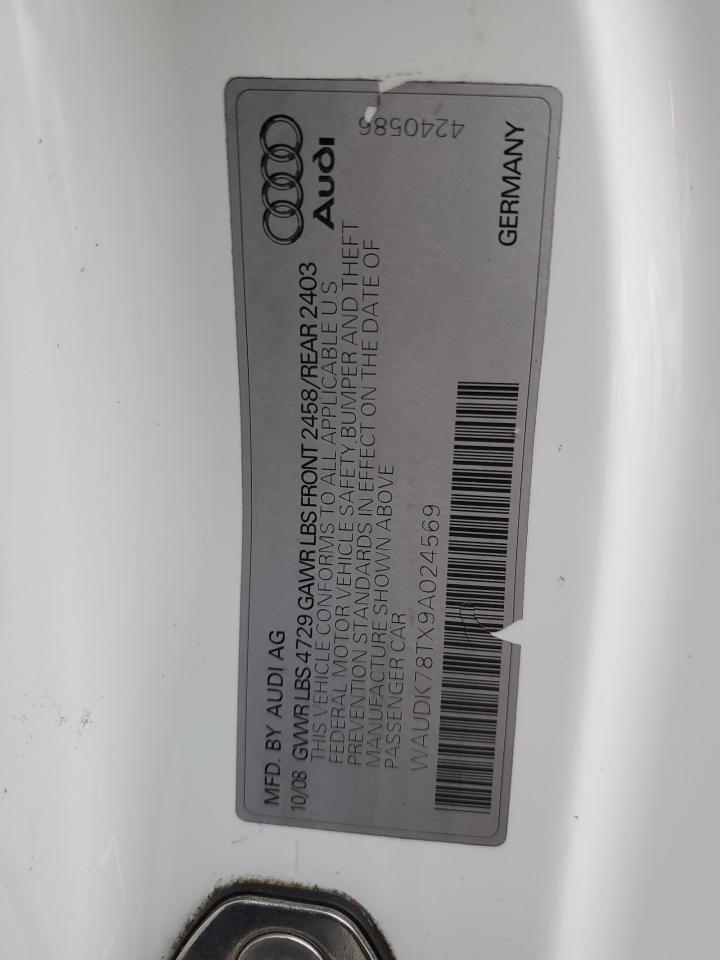 MFD. BY AUDI AG
Audi
10/08 GVWR LBS 4729 GAWR LBS FRONT 2458/REAR 2403
THIS VEHICLE CONFORMS TO ALL APPLICABLE U.S.
FEDERAL MOTOR VEHICLE SAFETY, BUMPER AND THEFT
PREVENTION STANDARDS IN EFFECT ON THE DATE OF
MANUFACTURE SHOWN ABOVE
PASSENGER CAR
WAUDK78TX9A024569
4240586
GERMANY